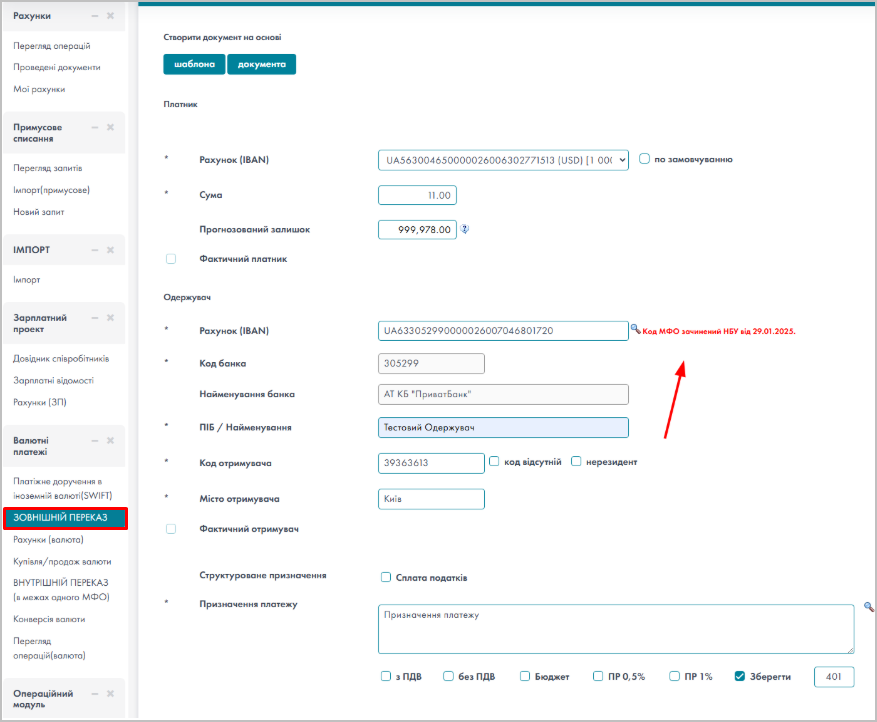 Рахунки
Перегляд операцій
Проведені документи
Мої рахунки
Примусове
списання
Перегляд запитів
Імпорт(примусове)
Новий запит
ІМПОРТ
Імпорт
Зарплатний
проект
Довідник співробітників
Зарплатні відомості
Рахунки (ЗП)
Валютні
платежі
Платіжне доручення в
іноземній валюті(SWIFT)
ЗОВНІШНІЙ ПЕРЕКАЗ
Рахунки (валюта)
Купівля/продаж валюти
ВНУТРІШНІЙ ПЕРЕКАЗ
(в межах одного МФО)
Конверсія валюти
Перегляд
операцій(валюта)
Операційний
модуль
Створити документ на основі
шаблона документа
Платник
* Рахунок (IBAN) UA563004650000026006302771513 (USD) [1 000 по замовчуванню
* Сума 11.00
Прогнозований залишок 999,978.00
Фактичний платник
Одержувач
* Рахунок (IBAN) UA633052990000026007046801720 Код МФО зачинений НБУ від 29.01.2025.
* Код банка 305299
Найменування банка АТ КБ "ПриватБанк"
* ПІБ / Найменування Тестовий Одержувач
* Код отримувача 39363613 код відсутній нерезидент
* Місто отримувача Київ
Фактичний отримувач
Структуроване призначення Сплата податків
* Призначення платежу Призначення платежу
з ПДВ без ПДВ Бюджет ПР 0,5% ПР 1% Зберегти 401